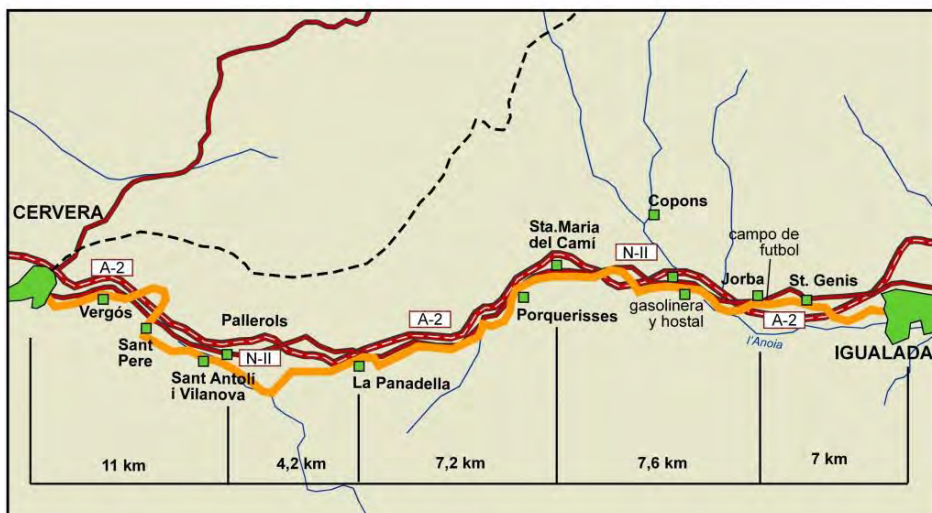 CERVERA
A-2
Vergós
Sant
Pere
Pallerols
N-II
Sant Antolí
i Vilanova
La Panadella
A-2
Sta.Maria
del Camí
Porquerisses
N-II
Copons
gasolinera
y hostal
campo de
futbol
Jorba
St. Genis
A-2
l'Anoia
IGUALADA
11 km
4,2 km
7,2 km
7,6 km
7 km